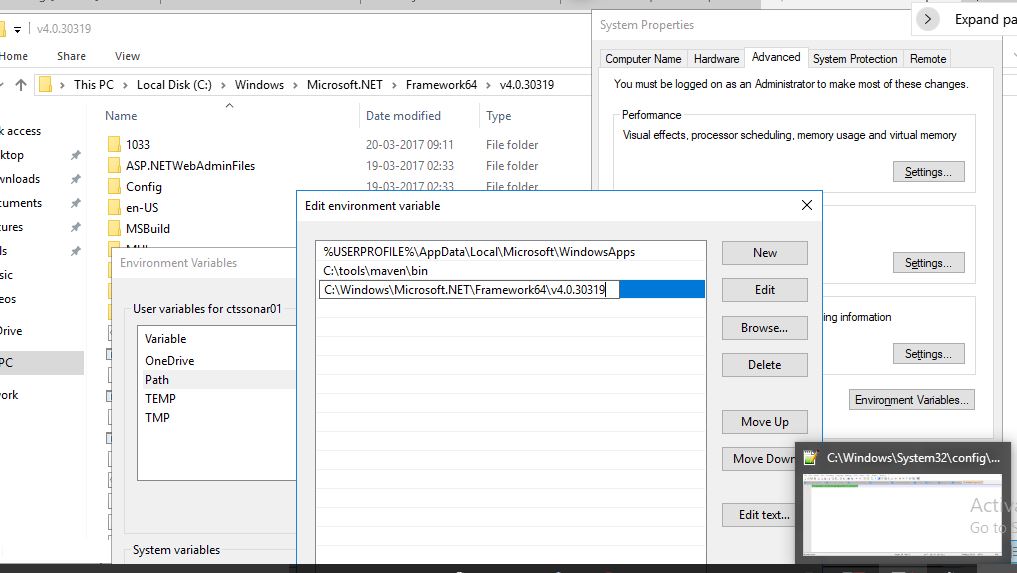 v4.0.30319
Home Share View
This PC > Local Disk (C:) > Windows > Microsoft.NET > Framework64 > v4.0.30319
Name Date modified Type
k access
ktop
wnloads
cuments
tures
ls
sic
eos
Drive
PC
ork
1033 20-03-2017 09:11 File folder
ASP.NETWebAdminFiles 19-03-2017 02:33 File folder
Config 19-03-2017 02:33 File folder
en-US
MSBuild
System Properties
Expand pa
Computer Name Hardware Advanced System Protection Remote
You must be logged on as an Administrator to make most of these changes.
Performance
Visual effects, processor scheduling, memory usage and virtual memory
Settings...
Settings...
ing information
Settings...
Environment Variables...
Environment Variables
User variables for ctssonar01
Variable
OneDrive
Path
TEMP
TMP
System variables
Edit environment variable
%USERPROFILE%\AppData\Local\Microsoft\WindowsApps
C:\tools\maven\bin
C:\Windows\Microsoft.NET\Framework64\v4.0.30319
New
Edit
Browse...
Delete
Move Up
Move Down
Edit text...
C:\Windows\System32\config\...
Activ
Go to S